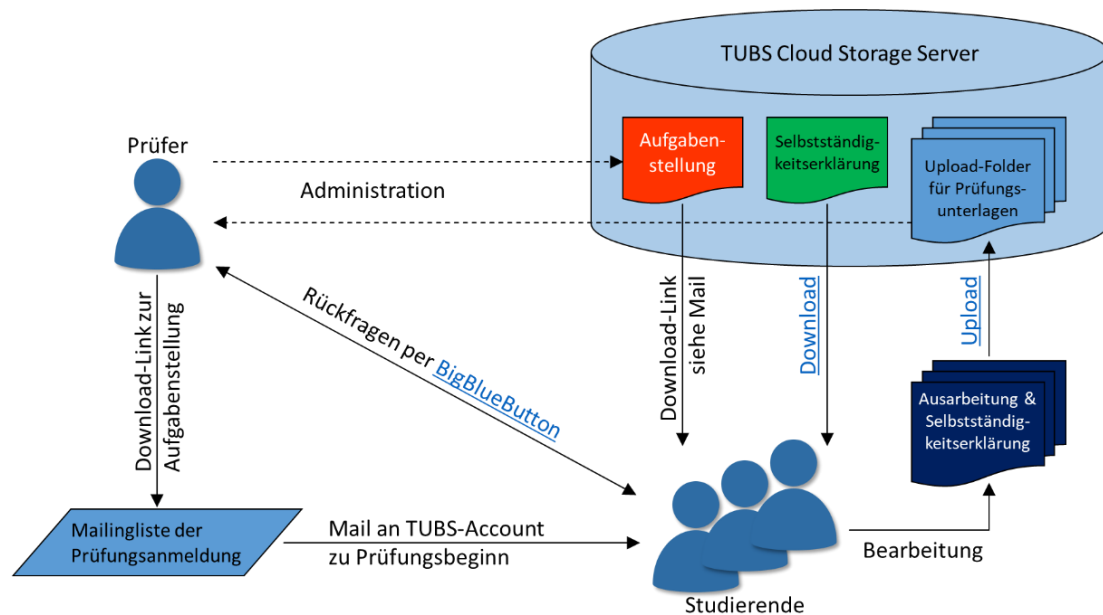 TUBS Cloud Storage Server
Prüfer
Aufgaben-
stellung
Selbstständig-
keitserklärung
Upload-Folder
für Prüfungs-
unterlagen
Administration
Download-Link zur
Aufgabenstellung
Rückfragen per BigBlueButton
Download-Link
siehe Mail
Download
Upload
Ausarbeitung &
Selbstständig-
keitserklärung
Mailingliste der
Prüfungsanmeldung
Mail an TUBS-Account
zu Prüfungsbeginn
Bearbeitung
Studierende